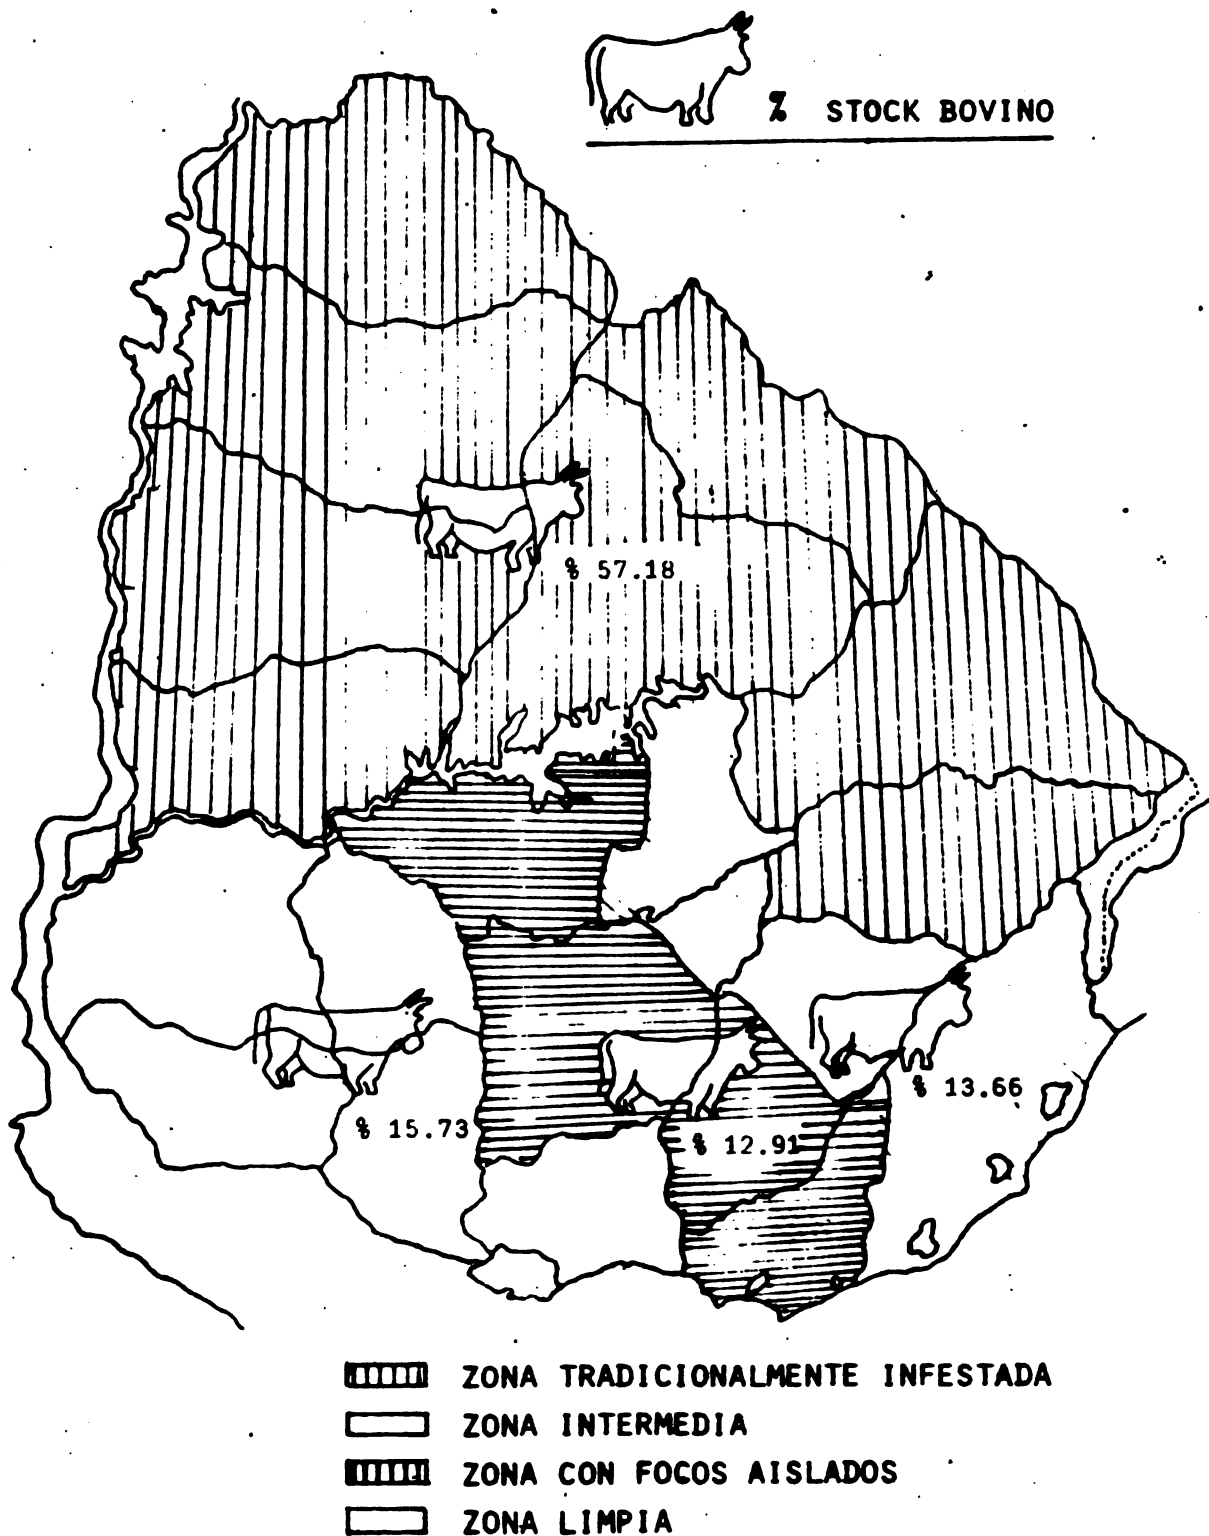 % STOCK BOVINO
% 57.18
% 13.66
% 15.73
% 12.91
ZONA TRADICIONALMENTE INFESTADA
ZONA INTERMEDIA
ZONA CON FOCOS AISLADOS
ZONA LIMPIA